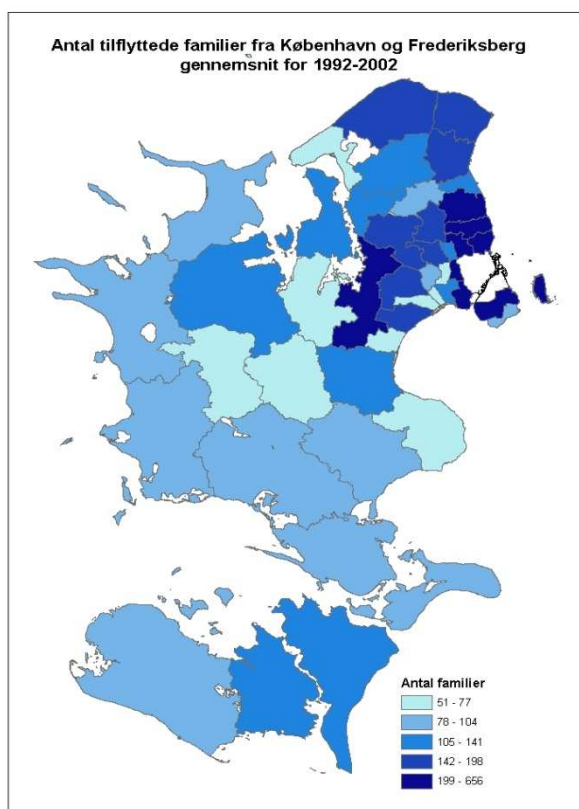 Antal tilflyttede familier fra København og Frederiksberg
gennemsnit for 1992-2002
Antal familier
51 - 77
78 - 104
105 - 141
142 - 198
199 - 656